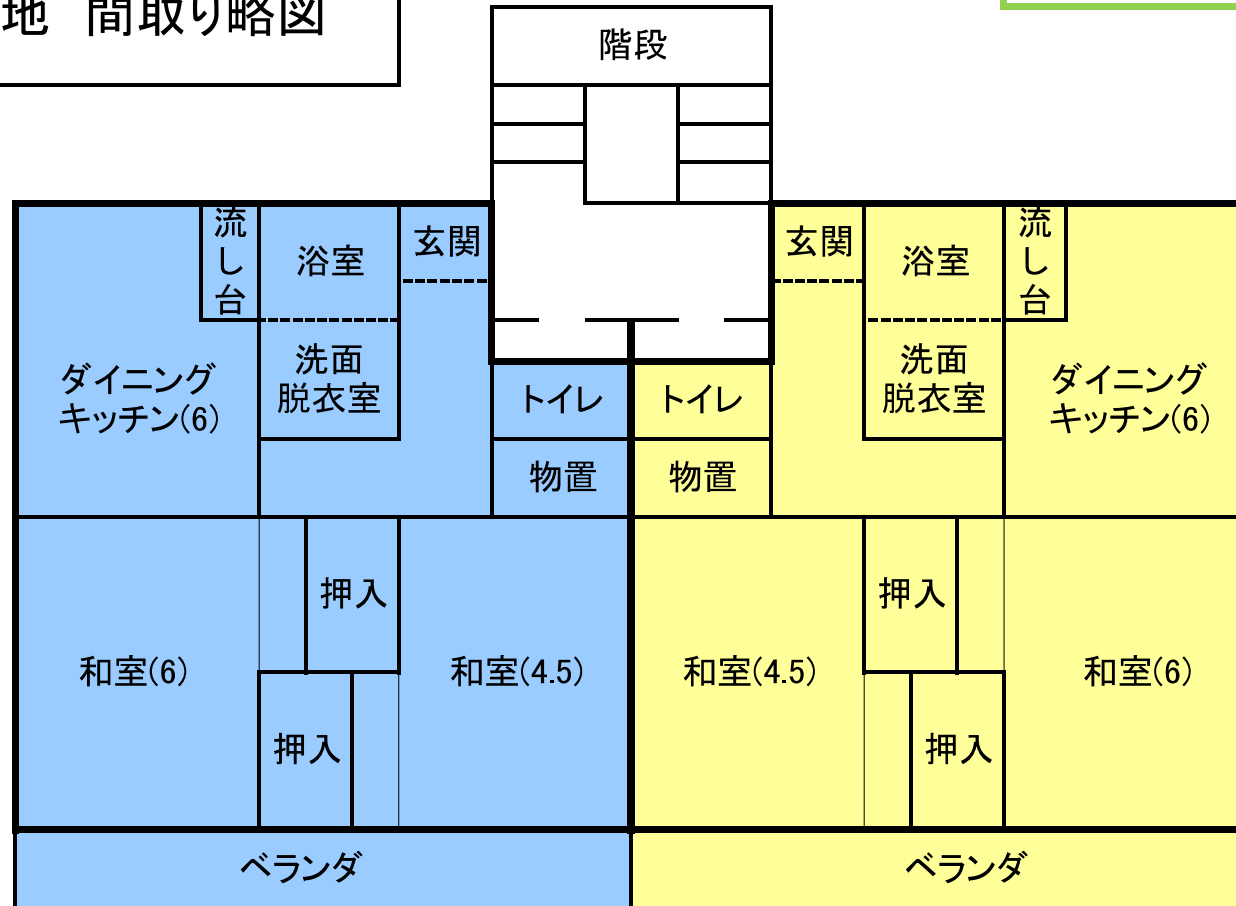 地 間取り略図
階段
流し台
浴室
玄関
玄関
浴室
流し台
ダイニング
キッチン(6)
洗面
脱衣室
トイレ
トイレ
洗面
脱衣室
ダイニング
キッチン(6)
物置
物置
押入
押入
和室(6)
和室(4.5)
和室(4.5)
和室(6)
押入
押入
ベランダ
ベランダ